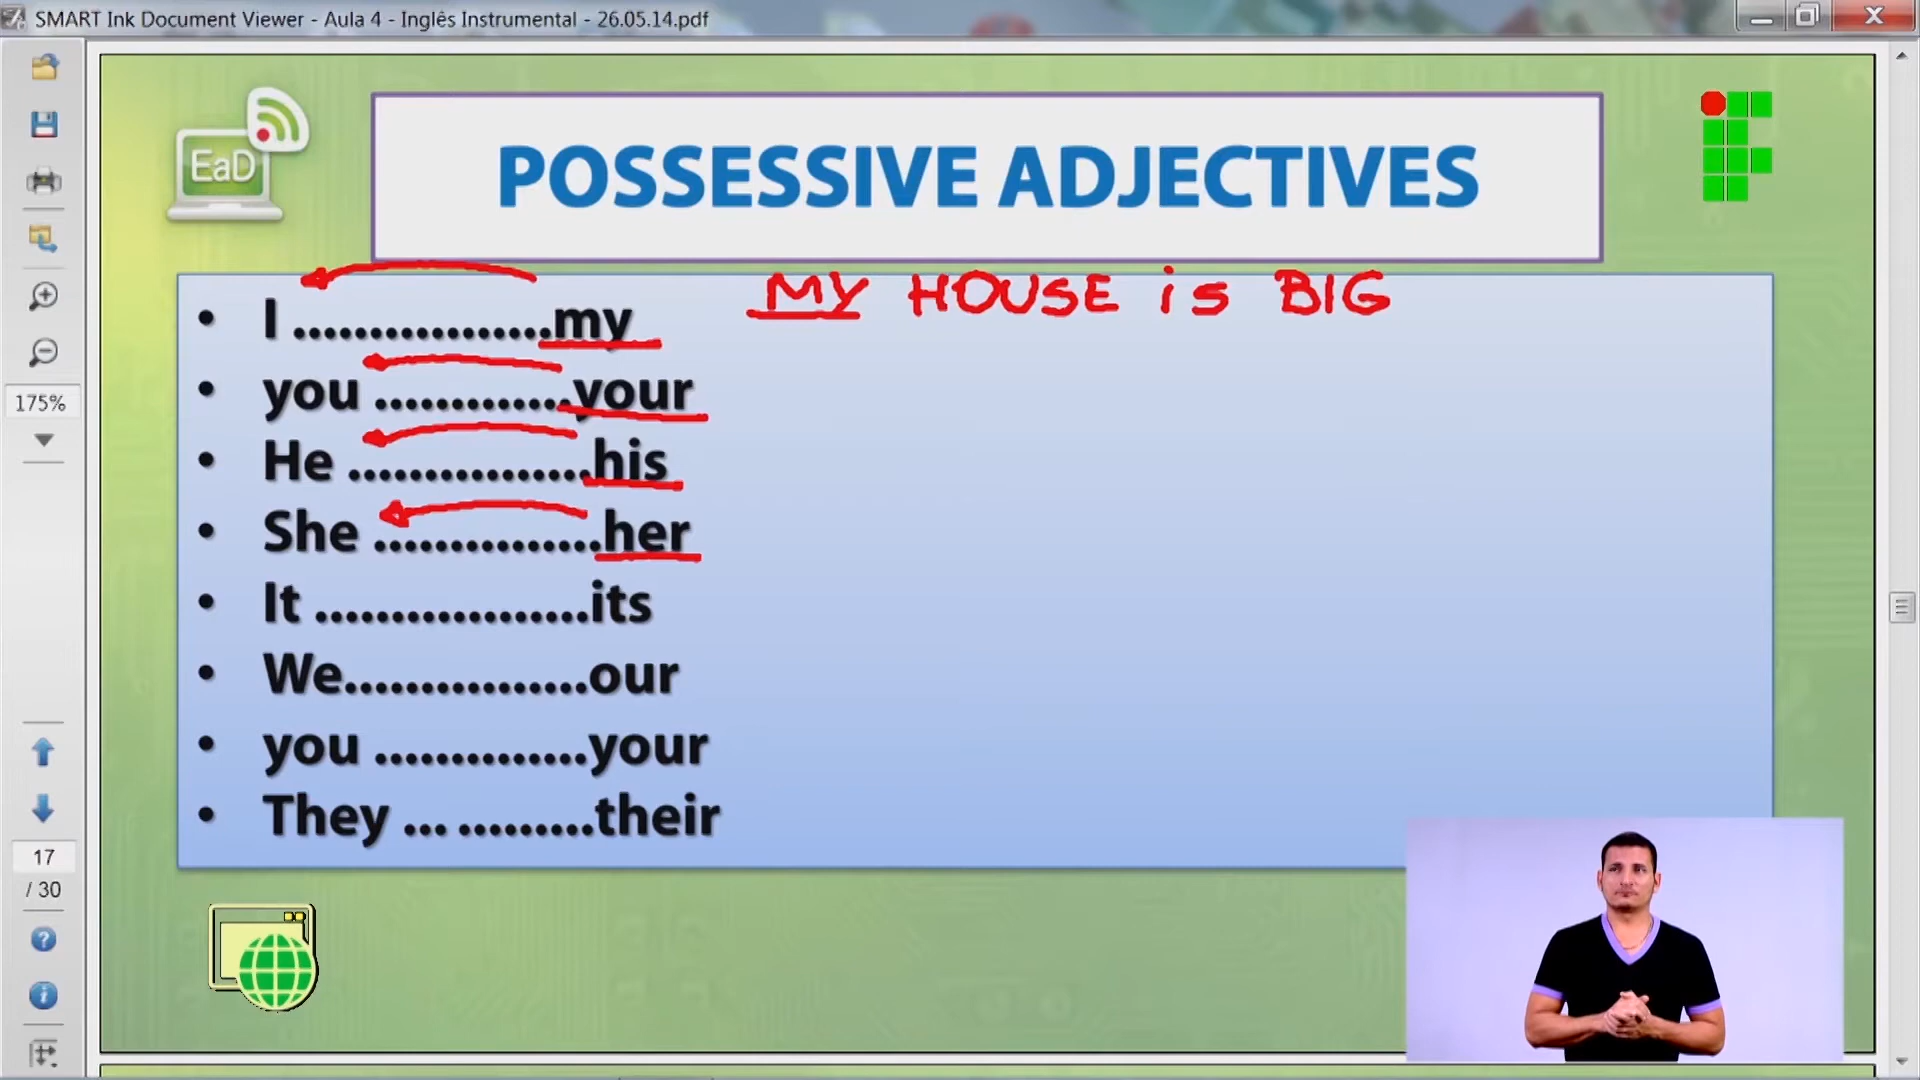 SMART Ink Document Viewer - Aula 4 - Inglês Instrumental - 26.05.14.pdf
EaD
POSSESSIVE ADJECTIVES
MY HOUSE is BIG
• I .................my
• you .............your
• He ................his
• She ...............her
• It ..................its
• We................our
• you ..............your
• They ... .........their
175%
17
/ 30